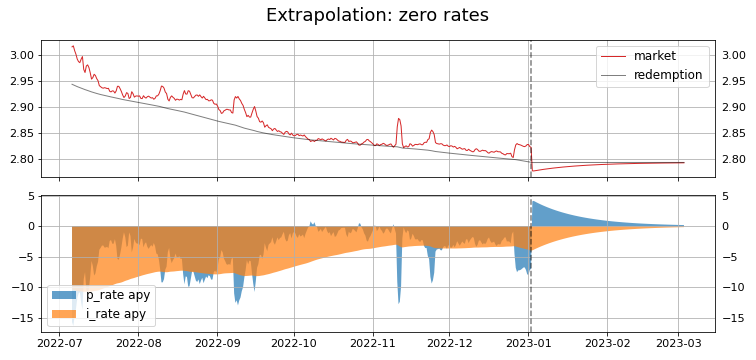 Extrapolation: zero rates
3.00 3.00
2.95 2.95
2.90 2.90
2.85 2.85
2.80 2.80
market
redemption
5 5
0 0
−5 −5
−10 −10
−15 −15
p_rate apy
i_rate apy
2022-07 2022-08 2022-09 2022-10 2022-11 2022-12 2023-01 2023-02 2023-03